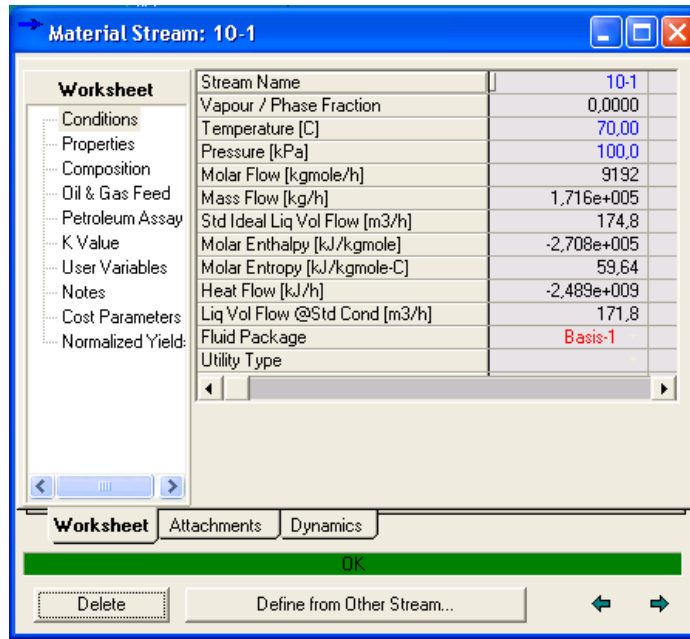 Material Stream: 10-1
Worksheet
Conditions
Properties
Composition
Oil & Gas Feed
Petroleum Assay
K Value
User Variables
Notes
Cost Parameters
Normalized Yield:
Stream Name 10-1
Vapour / Phase Fraction 0,0000
Temperature [C] 70,00
Pressure [kPa] 100,0
Molar Flow [kgmole/h] 9192
Mass Flow [kg/h] 1,716e+005
Std Ideal Liq Vol Flow [m3/h] 174,8
Molar Enthalpy [kJ/kgmole] -2,708e+005
Molar Entropy [kJ/kgmole-C] 59,64
Heat Flow [kJ/h] -2,489e+009
Liq Vol Flow @Std Cond [m3/h] 171,8
Fluid Package Basis-1
Utility Type
Worksheet Attachments Dynamics
OK
Delete Define from Other Stream...